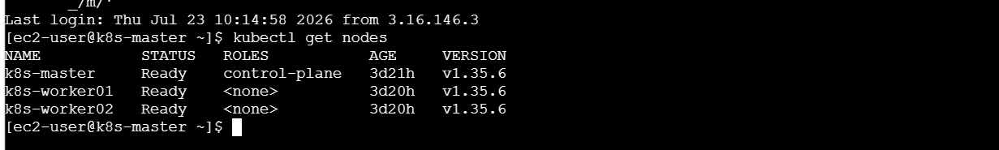 _/m/'
Last login: Thu Jul 23 10:14:58 2026 from 3.16.146.3
[ec2-user@k8s-master ~]$ kubectl get nodes
NAME STATUS ROLES AGE VERSION
k8s-master Ready control-plane 3d21h v1.35.6
k8s-worker01 Ready <none> 3d20h v1.35.6
k8s-worker02 Ready <none> 3d20h v1.35.6
[ec2-user@k8s-master ~]$